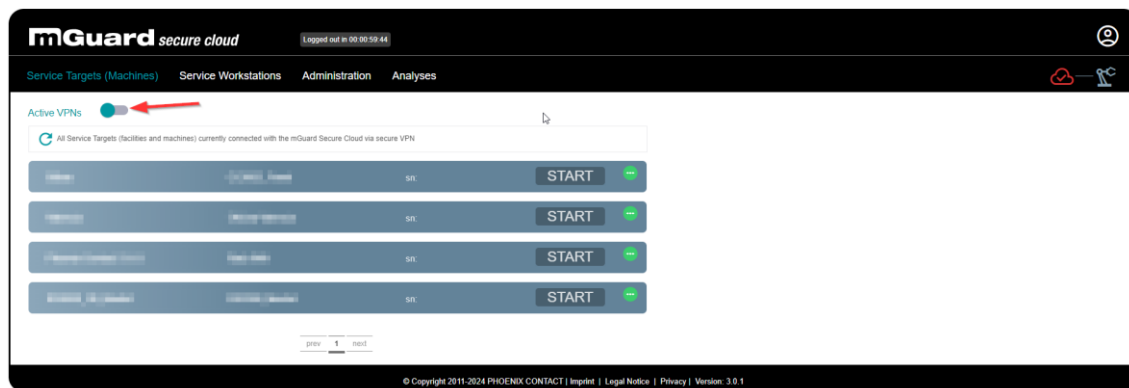 mGuard secure cloud
Logged out in 00:00:59:44
Service Targets (Machines) Service Workstations Administration Analyses
Active VPNs
All Service Targets (facilities and machines) currently connected with the mGuard Secure Cloud via secure VPN
sn: START
sn: START
sn: START
sn: START
prev 1 next
© Copyright 2011-2024 PHOENIX CONTACT | Imprint | Legal Notice | Privacy | Version: 3.0.1